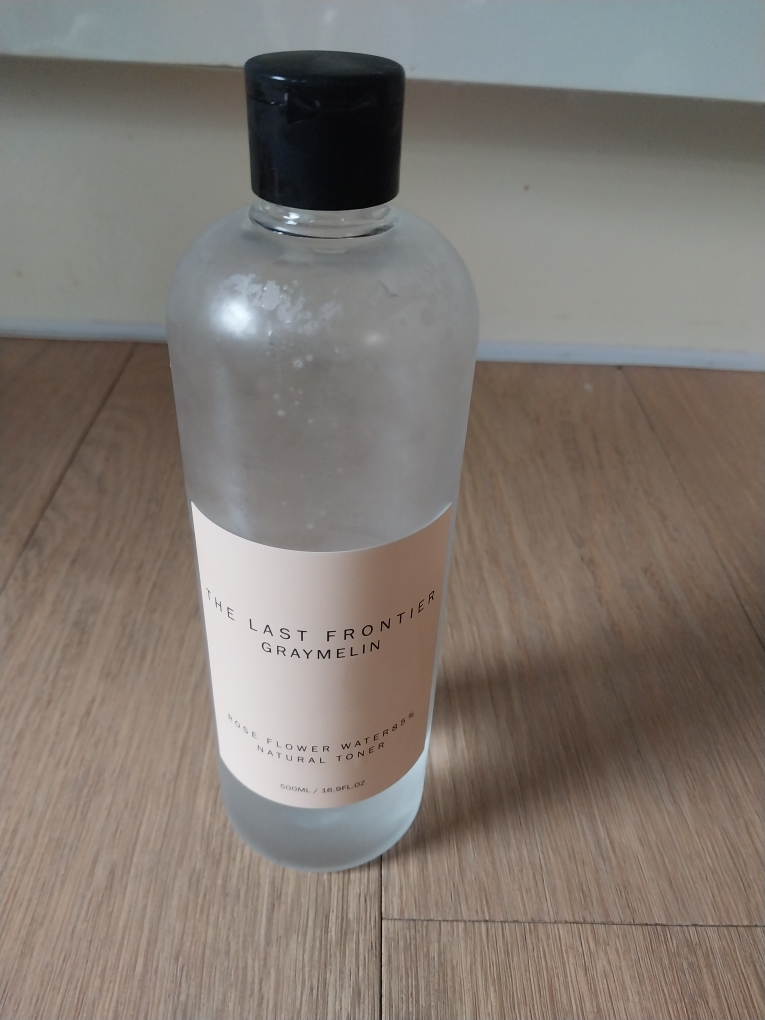 THE LAST FRONTIER
GRAYMELIN
ROSE FLOWER WATER85%
NATURAL TONER
500ML / 16.9FL.OZ